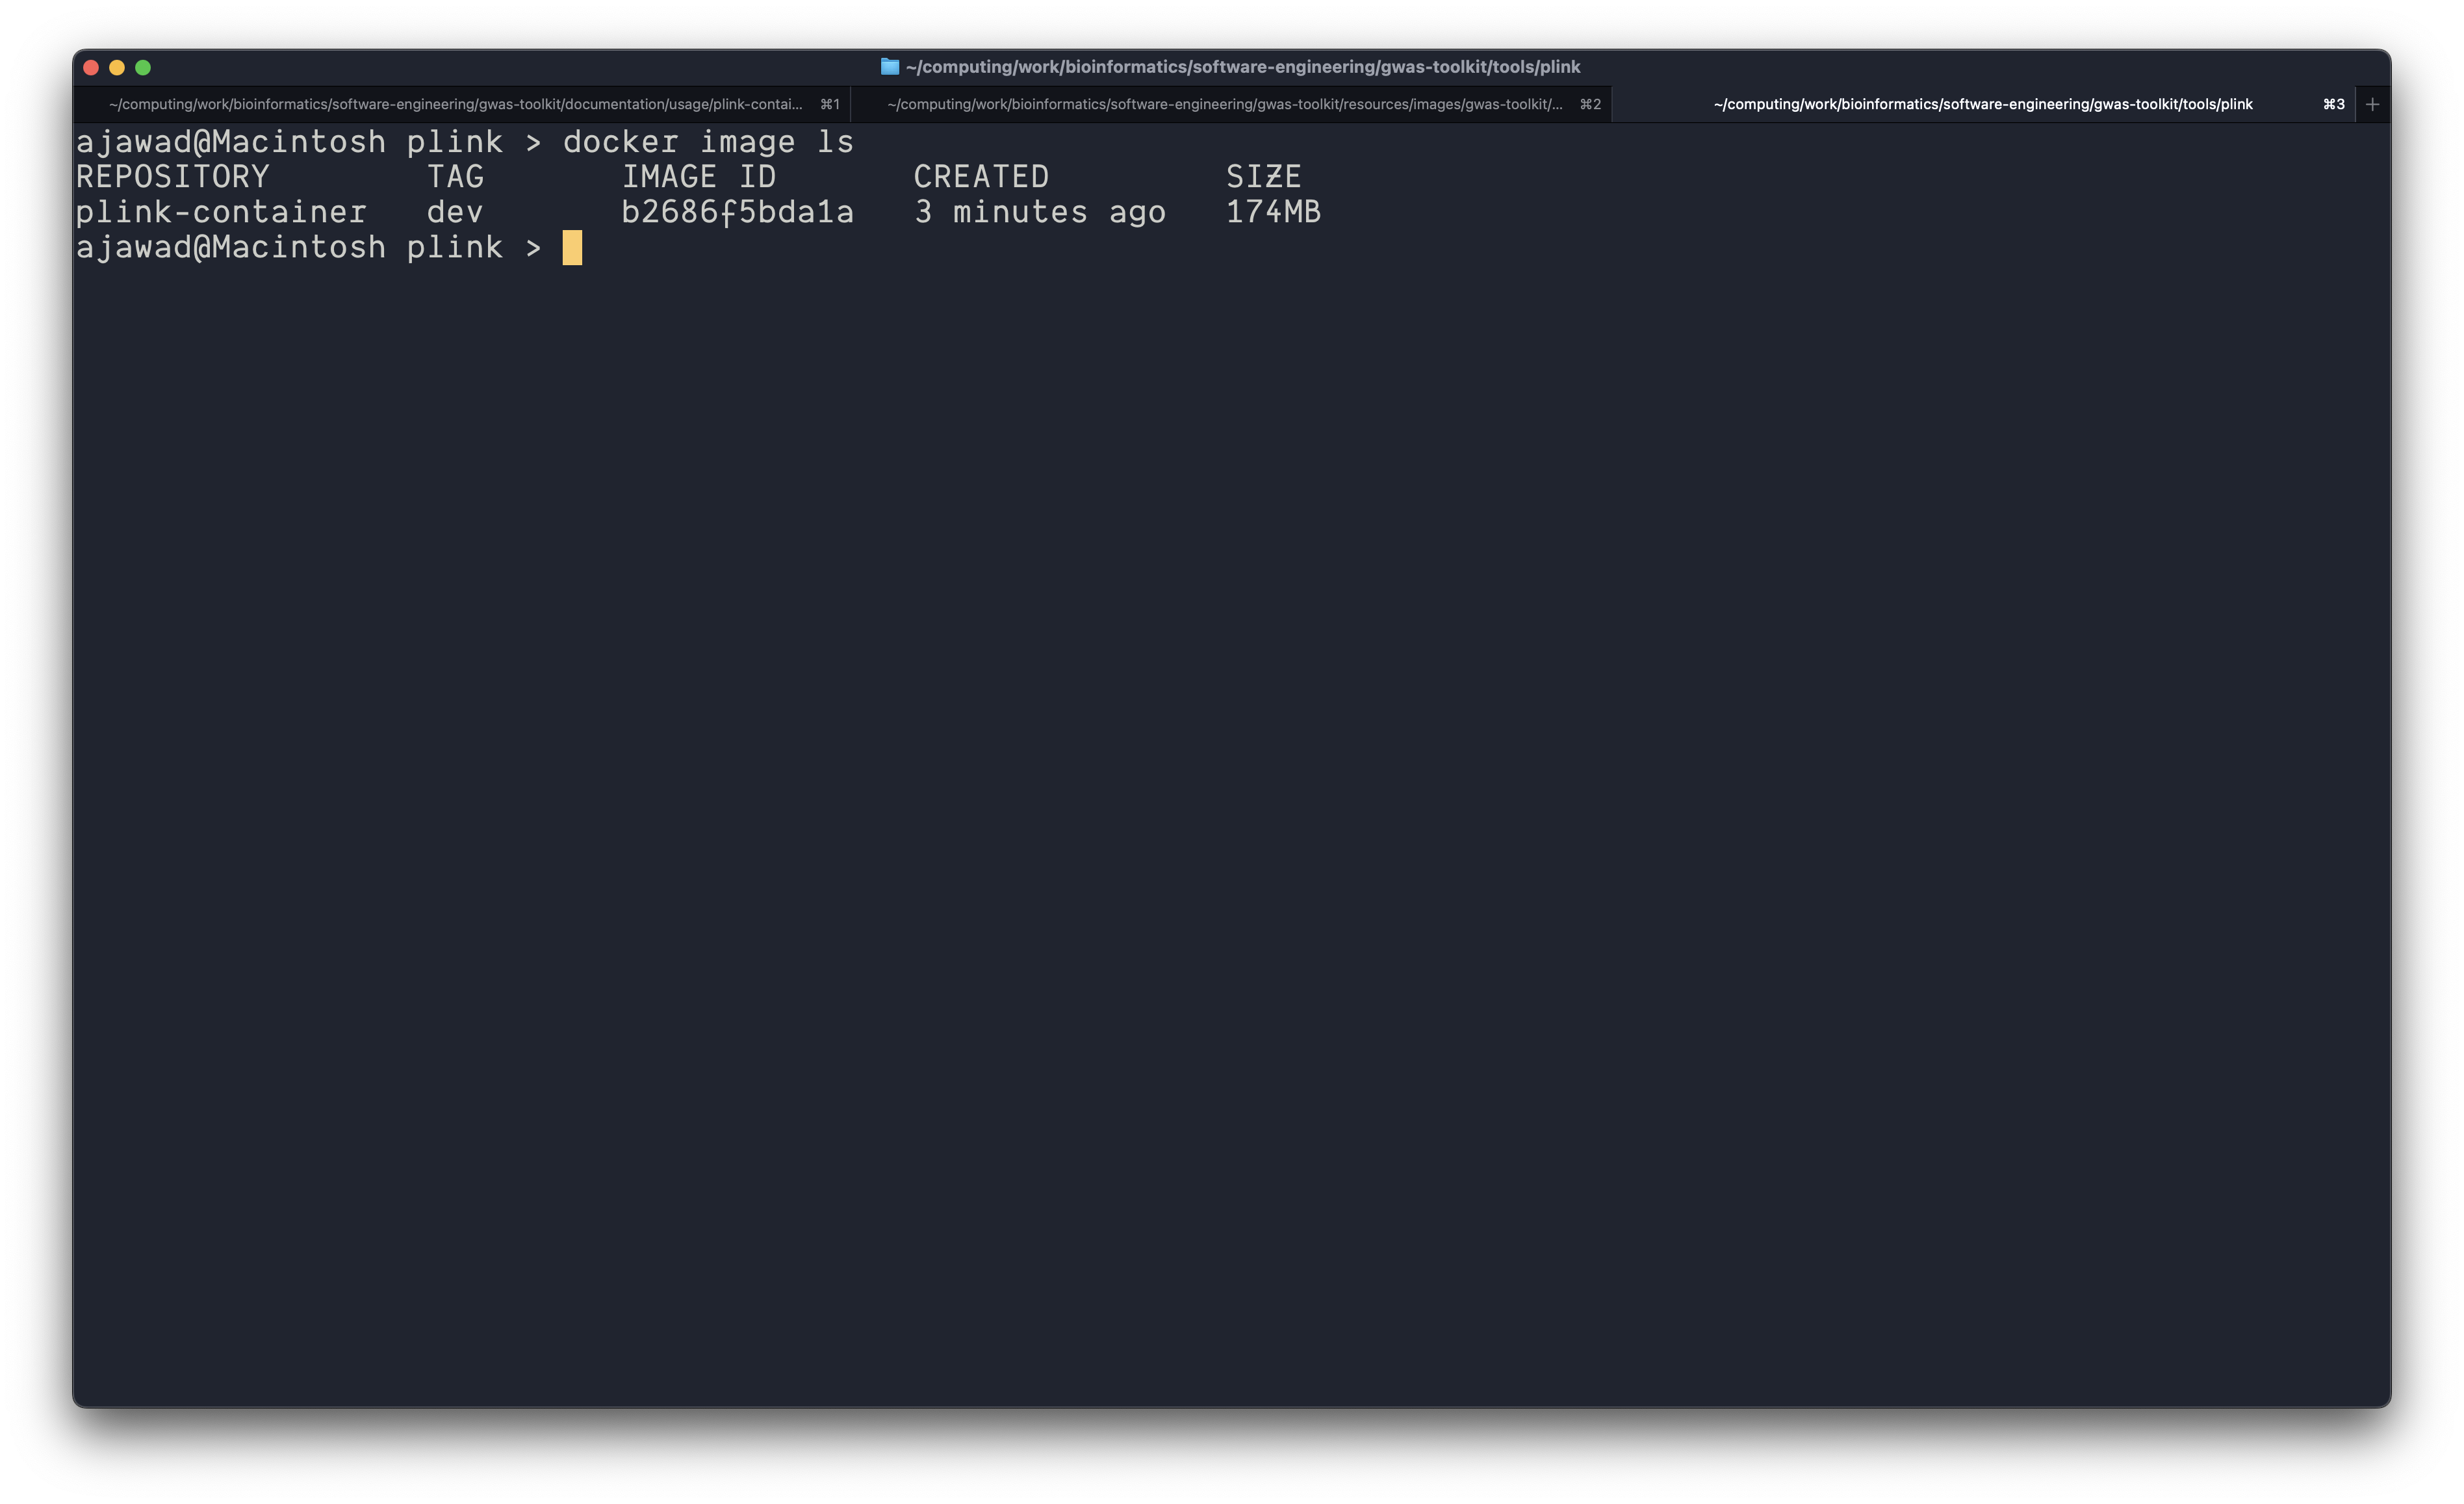 ~/computing/work/bioinformatics/software-engineering/gwas-toolkit/tools/plink
~/computing/work/bioinformatics/software-engineering/gwas-toolkit/documentation/usage/plink-contai... ⌘1
~/computing/work/bioinformatics/software-engineering/gwas-toolkit/resources/images/gwas-toolkit/... ⌘2
~/computing/work/bioinformatics/software-engineering/gwas-toolkit/tools/plink ⌘3 +
ajawad@Macintosh plink > docker image ls
REPOSITORY TAG IMAGE ID CREATED SIZE
plink-container dev b2686f5bda1a 3 minutes ago 174MB
ajawad@Macintosh plink >